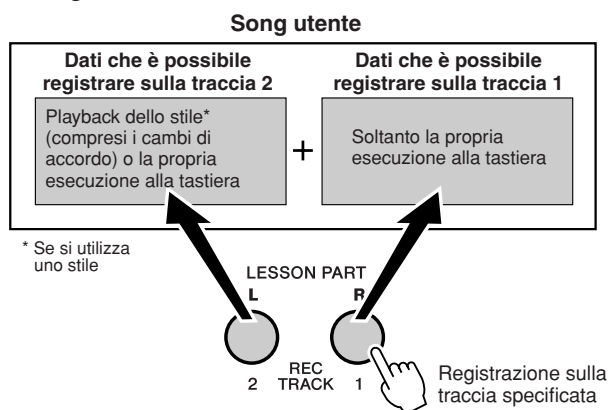 Song utente
Dati che è possibile
registrare sulla traccia 2
Dati che è possibile
registrare sulla traccia 1
Playback dello stile*
(compresi i cambi di
accordo) o la propria
esecuzione alla tastiera
+
Soltanto la propria
esecuzione alla tastiera
* Se si utilizza
uno stile
LESSON PART
L R
REC
2 TRACK 1
Registrazione sulla
traccia specificata